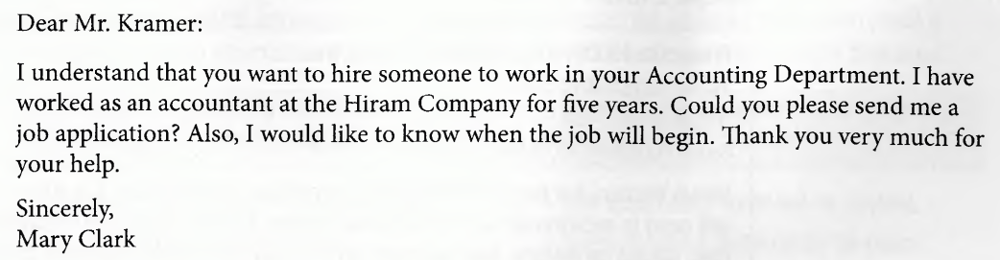 Dear Mr. Kramer:
I understand that you want to hire someone to work in your Accounting Department. I have
worked as an accountant at the Hiram Company for five years. Could you please send me a
job application? Also, I would like to know when the job will begin. Thank you very much for
your help.
Sincerely,
Mary Clark